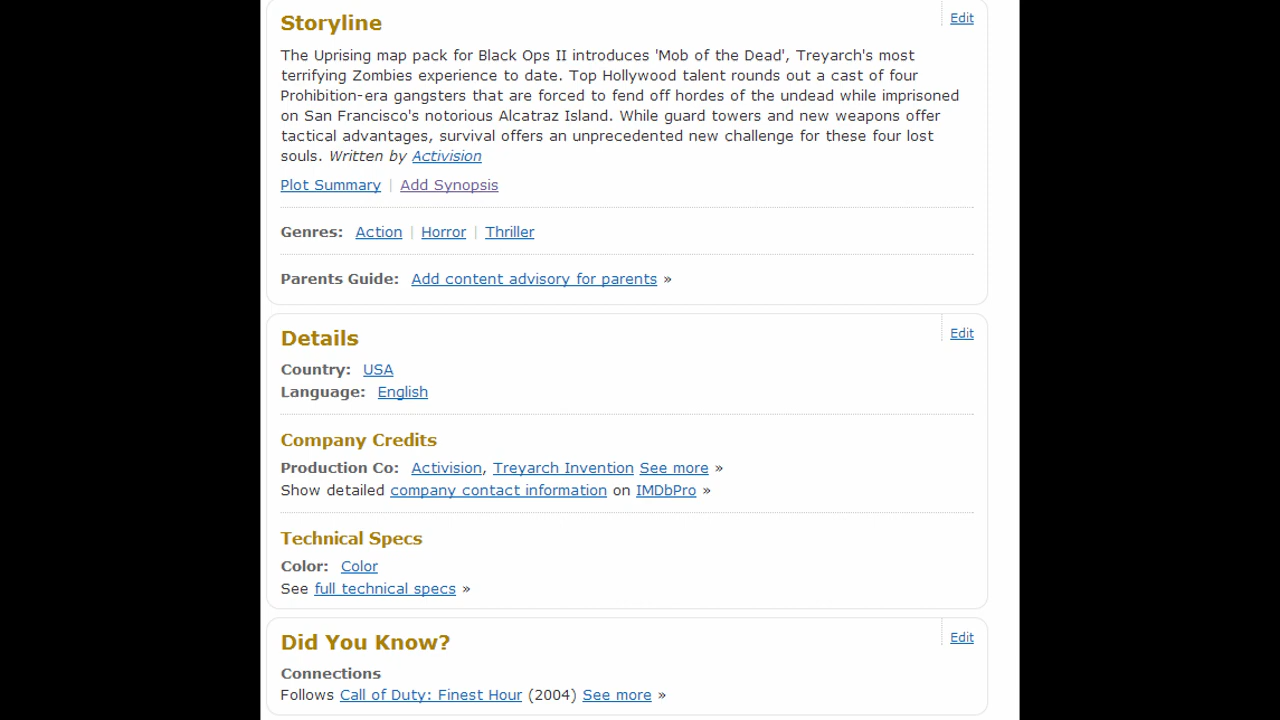 Storyline
Edit
The Uprising map pack for Black Ops II introduces 'Mob of the Dead', Treyarch's most
terrifying Zombies experience to date. Top Hollywood talent rounds out a cast of four
Prohibition-era gangsters that are forced to fend off hordes of the undead while imprisoned
on San Francisco's notorious Alcatraz Island. While guard towers and new weapons offer
tactical advantages, survival offers an unprecedented new challenge for these four lost
souls. Written by Activision
Plot Summary | Add Synopsis
Genres: Action | Horror | Thriller
Parents Guide: Add content advisory for parents »
Details
Edit
Country: USA
Language: English
Company Credits
Production Co: Activision, Treyarch Invention See more »
Show detailed company contact information on IMDbPro »
Technical Specs
Color: Color
See full technical specs »
Did You Know?
Edit
Connections
Follows Call of Duty: Finest Hour (2004) See more »